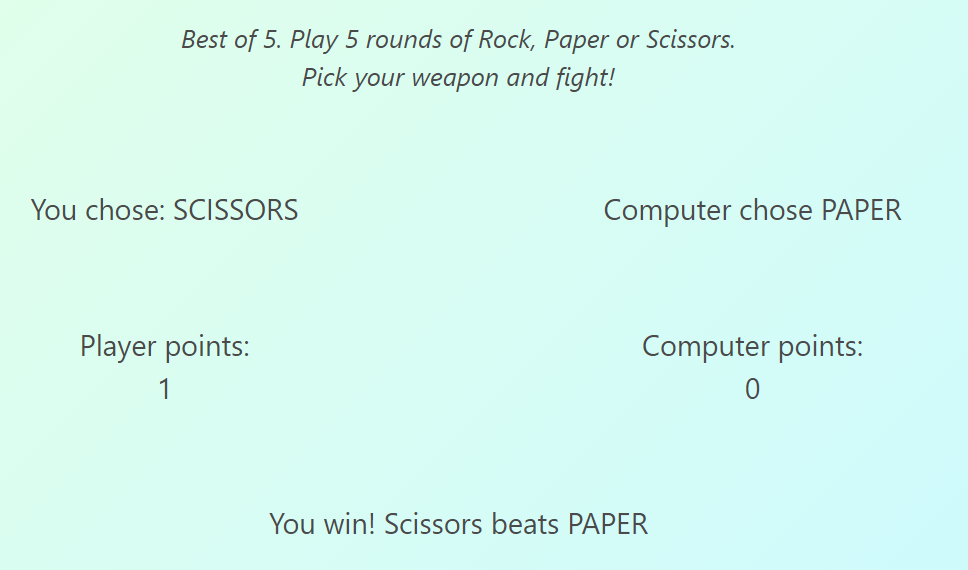 Best of 5. Play 5 rounds of Rock, Paper or Scissors.
Pick your weapon and fight!
You chose: SCISSORS
Computer chose PAPER
Player points:
1
Computer points:
0
You win! Scissors beats PAPER